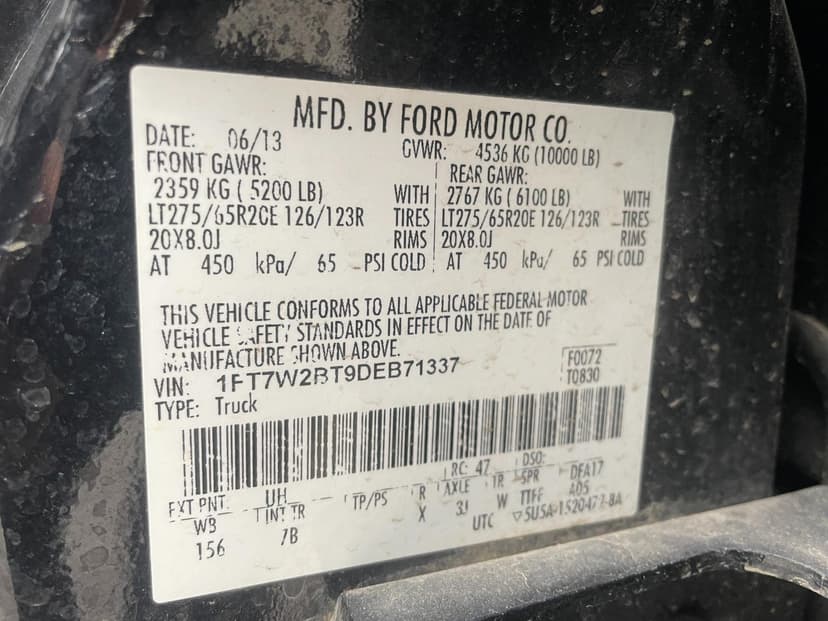 MFD. BY FORD MOTOR CO.
DATE: 06/13 GVWR: 4536 KG (10000 LB)
FRONT GAWR: REAR GAWR:
2359 KG ( 5200 LB) WITH 2767 KG ( 6100 LB) WITH
LT275/65R20E 126/123R TIRES LT275/65R20E 126/123R TIRES
20X8.0J RIMS 20X8.0J RIMS
AT 450 kPa/ 65 PSI COLD AT 450 kPa/ 65 PSI COLD
THIS VEHICLE CONFORMS TO ALL APPLICABLE FEDERAL MOTOR
VEHICLE SAFETY STANDARDS IN EFFECT ON THE DATE OF
MANUFACTURE SHOWN ABOVE.
VIN: 1FT7W2BT9DEB71337 F0072
TYPE: Truck T0830
RC: 47 DSO:
EXT PNT: UH AXLE TR SPR DFA17
WB INT TR TP/PS R 3J W TTFF A05
156 7B X UTC ▽5U5A-1520472-BA